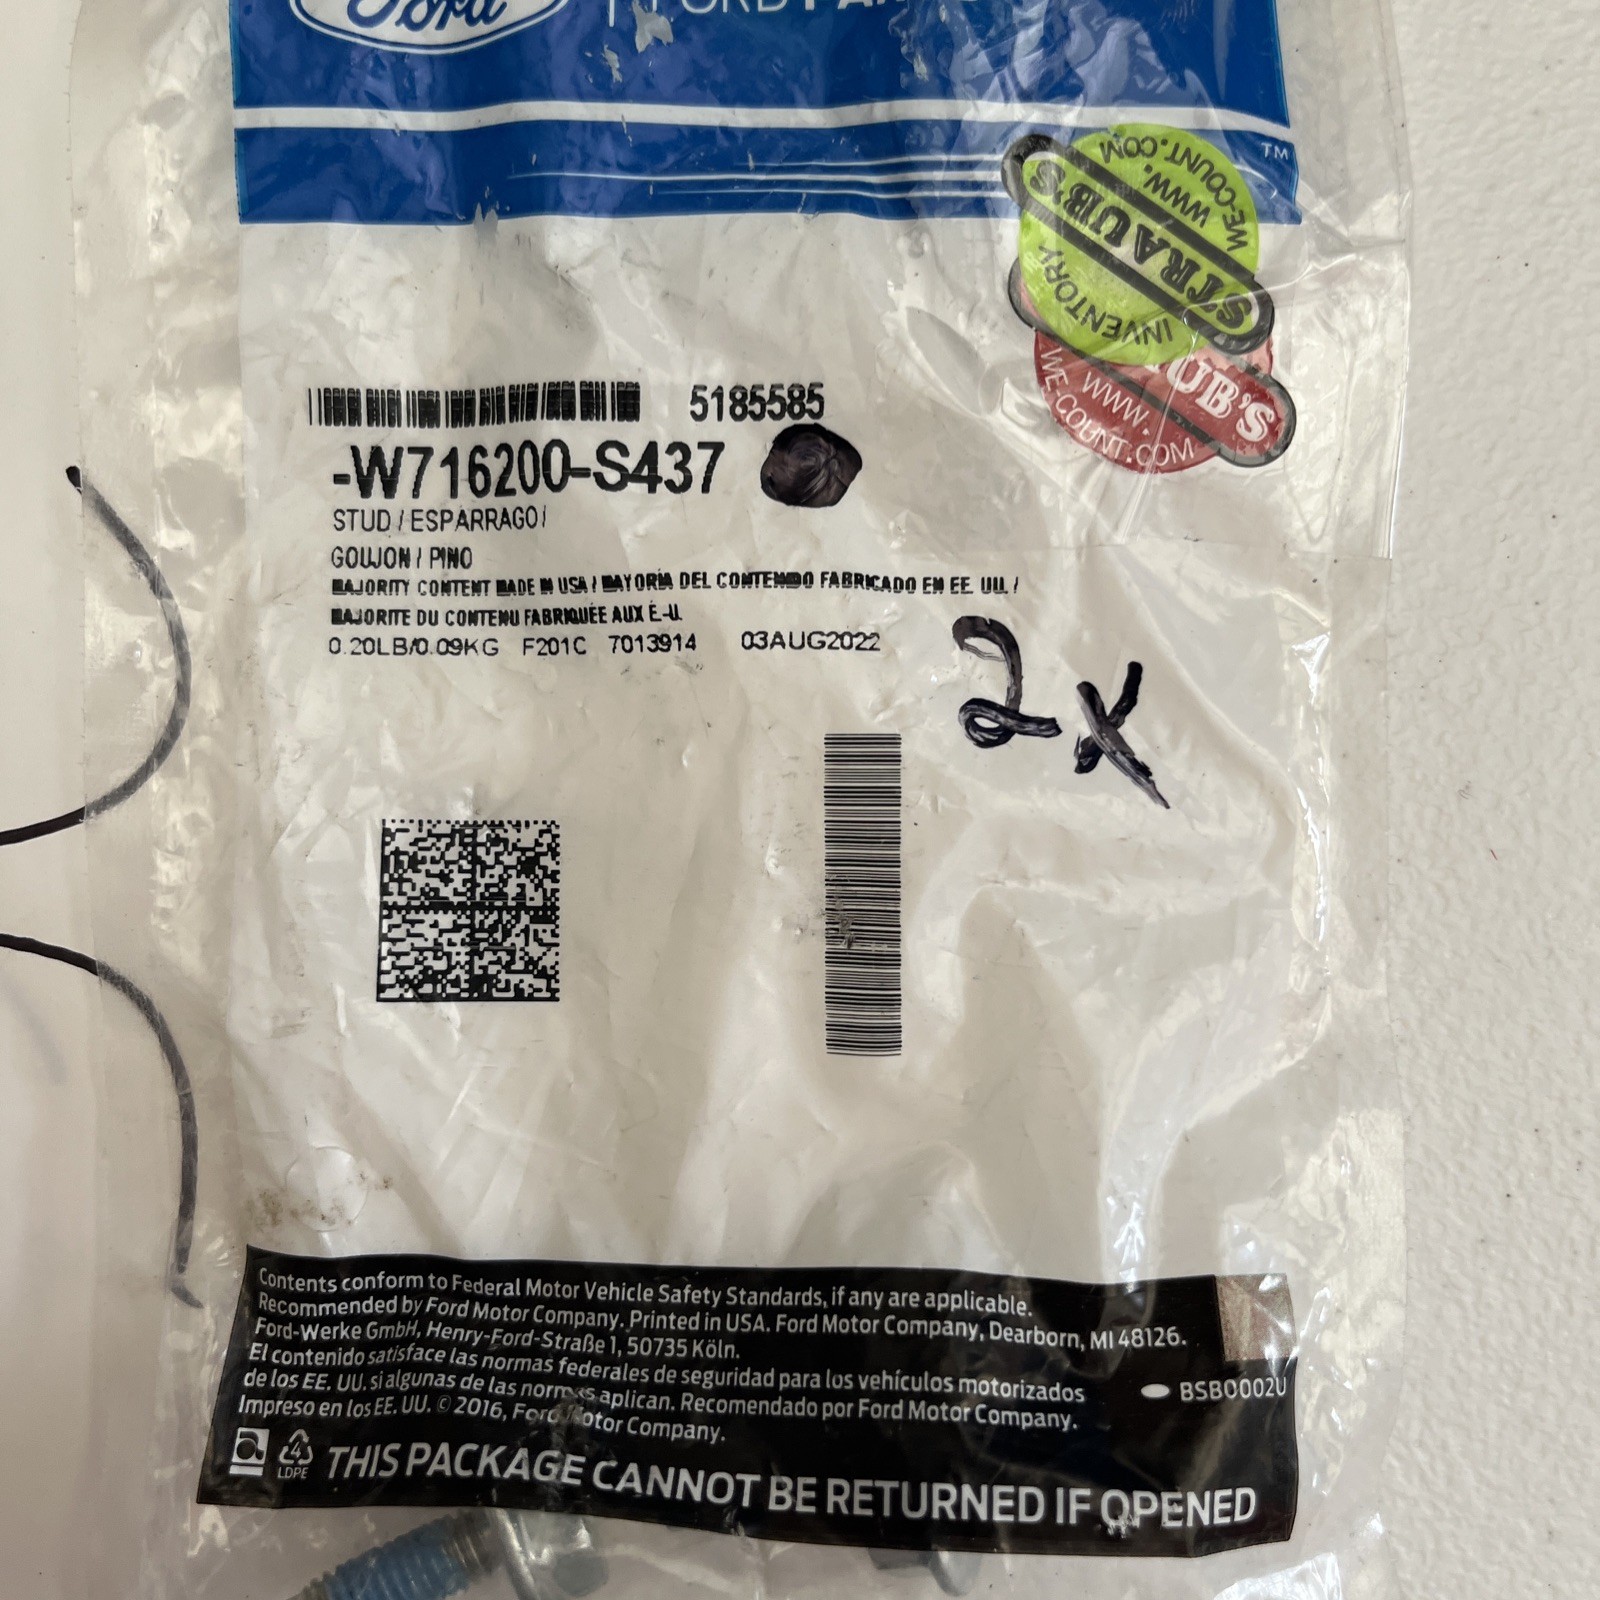 Ford
™
STRAUB'S
INVENTORY
WWW.
WE-COUNT.COM
UB'S
WWW.
WE-COUNT.COM
5185585
-W716200-S437
STUD / ESPARRAGO /
GOUJON / PINO
MAJORITY CONTENT MADE IN USA / MAYORIA DEL CONTENIDO FABRICADO EN EE. UU. /
MAJORITE DU CONTENU FABRIQUÉE AUX É.-U.
0.20LB/0.09KG F201C 7013914 03AUG2022
2x
Contents conform to Federal Motor Vehicle Safety Standards, if any are applicable.
Recommended by Ford Motor Company. Printed in USA. Ford Motor Company, Dearborn, MI 48126.
Ford-Werke GmbH, Henry-Ford-Straße 1, 50735 Köln.
El contenido satisface las normas federales de seguridad para los vehículos motorizados
de los EE. UU. si algunas de las normas aplican. Recomendado por Ford Motor Company.
Impreso en los EE. UU. © 2016, Ford Motor Company.
BSB0002U
4
LDPE
THIS PACKAGE CANNOT BE RETURNED IF OPENED